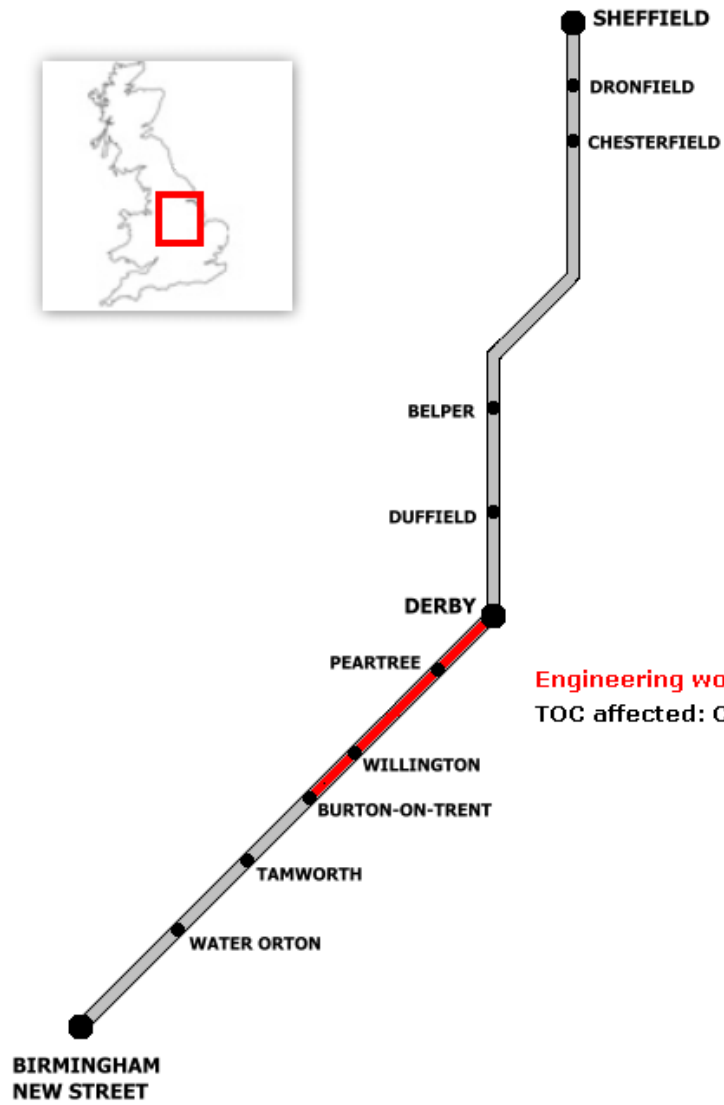 SHEFFIELD
DRONFIELD
CHESTERFIELD
BELPER
DUFFIELD
DERBY
PEARTREE
Engineering
TOC affected:
WILLINGTON
BURTON-ON-TRENT
TAMWORTH
WATER ORTON
BIRMINGHAM
NEW STREET